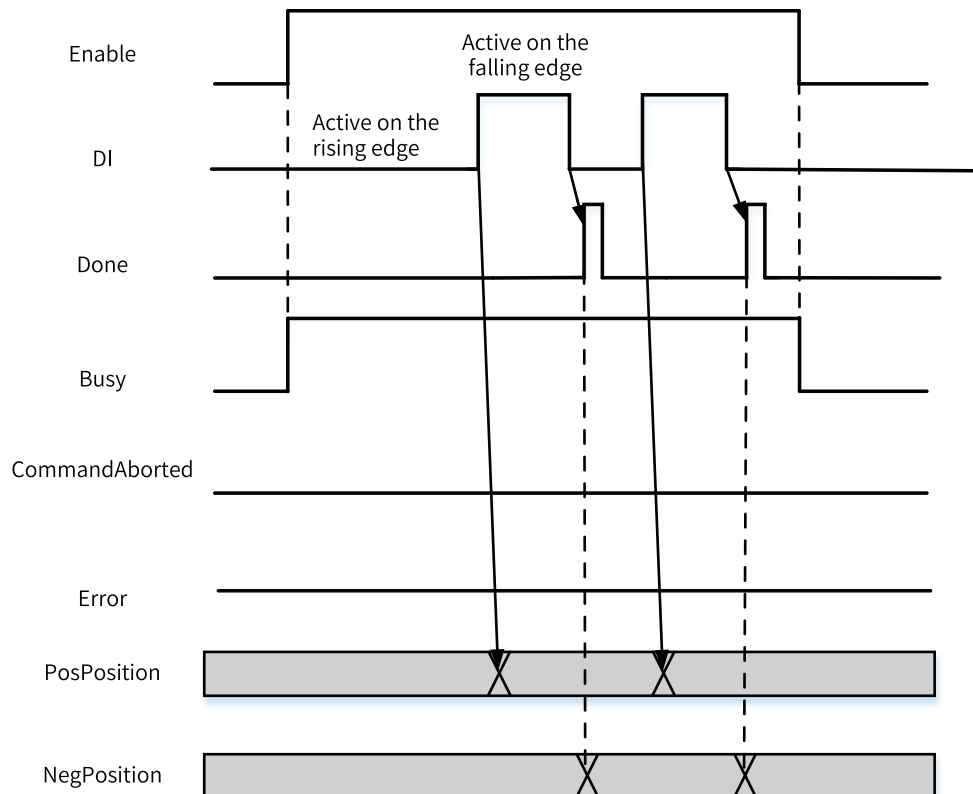 Enable
Active on the
falling edge
Active on the
rising edge
DI
Done
Busy
CommandAborted
Error
PosPosition
NegPosition